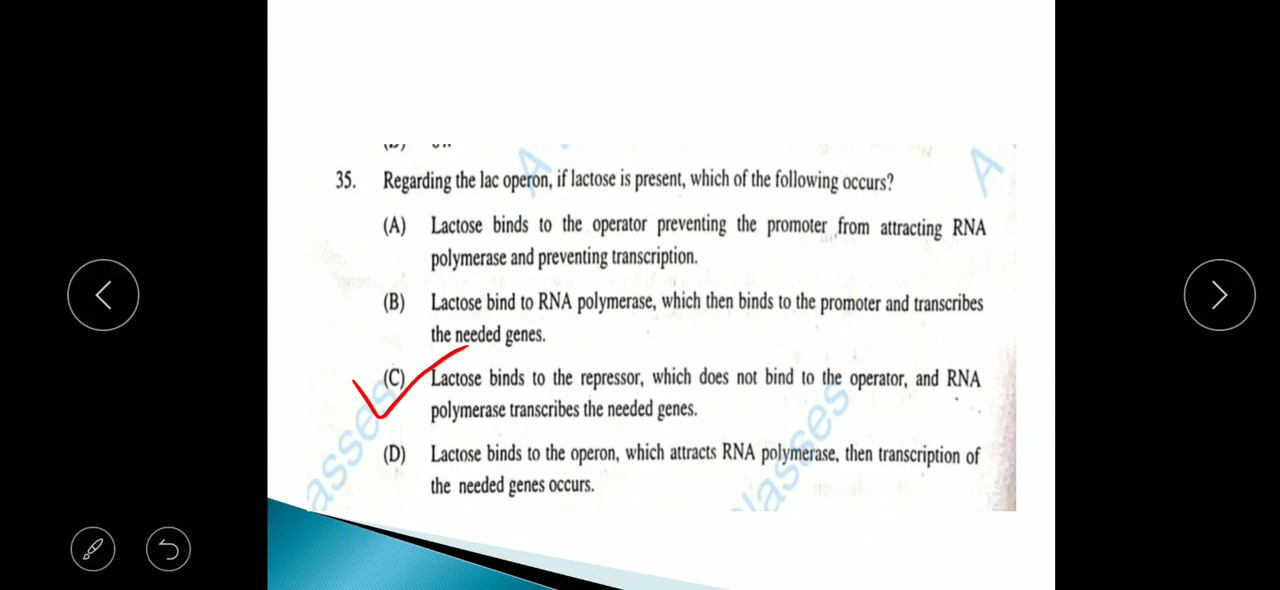 35. Regarding the lac operon, if lactose is present, which of the following occurs?
(A) Lactose binds to the operator preventing the promoter from attracting RNA
polymerase and preventing transcription.
(B) Lactose bind to RNA polymerase, which then binds to the promoter and transcribes
the needed genes.
(C) Lactose binds to the repressor, which does not bind to the operator, and RNA
polymerase transcribes the needed genes.
(D) Lactose binds to the operon, which attracts RNA polymerase, then transcription of
the needed genes occurs.